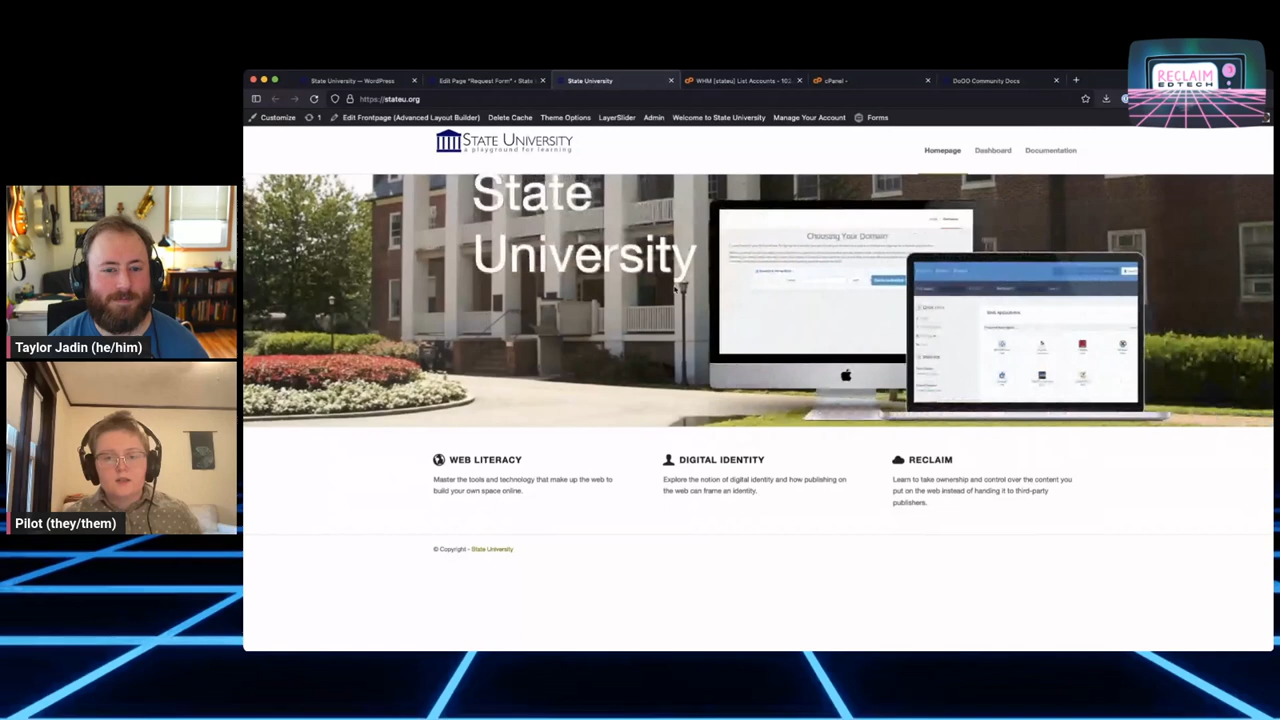 RECLAIM
EDTECH
State University — WordPress
Edit Page "Request Form" ‹ State
State University
WHM [stateu] List Accounts - 102.
cPanel -
DoOO Community Docs
https://stateu.org
Customize
1
Edit Frontpage (Advanced Layout Builder)
Delete Cache
Theme Options
LayerSlider
Admin
Welcome to State University
Manage Your Account
Forms
STATE UNIVERSITY
a playground for learning
Homepage
Dashboard
Documentation
State
University
Choosing Your Domain
WEB LITERACY
Master the tools and technology that make up the web to
build your own space online.
DIGITAL IDENTITY
Explore the notion of digital identity and how publishing on
the web can frame an identity.
RECLAIM
Learn to take ownership and control over the content you
put on the web instead of handing it to third-party
publishers.
© Copyright - State University
Taylor Jadin (he/him)
Pilot (they/them)